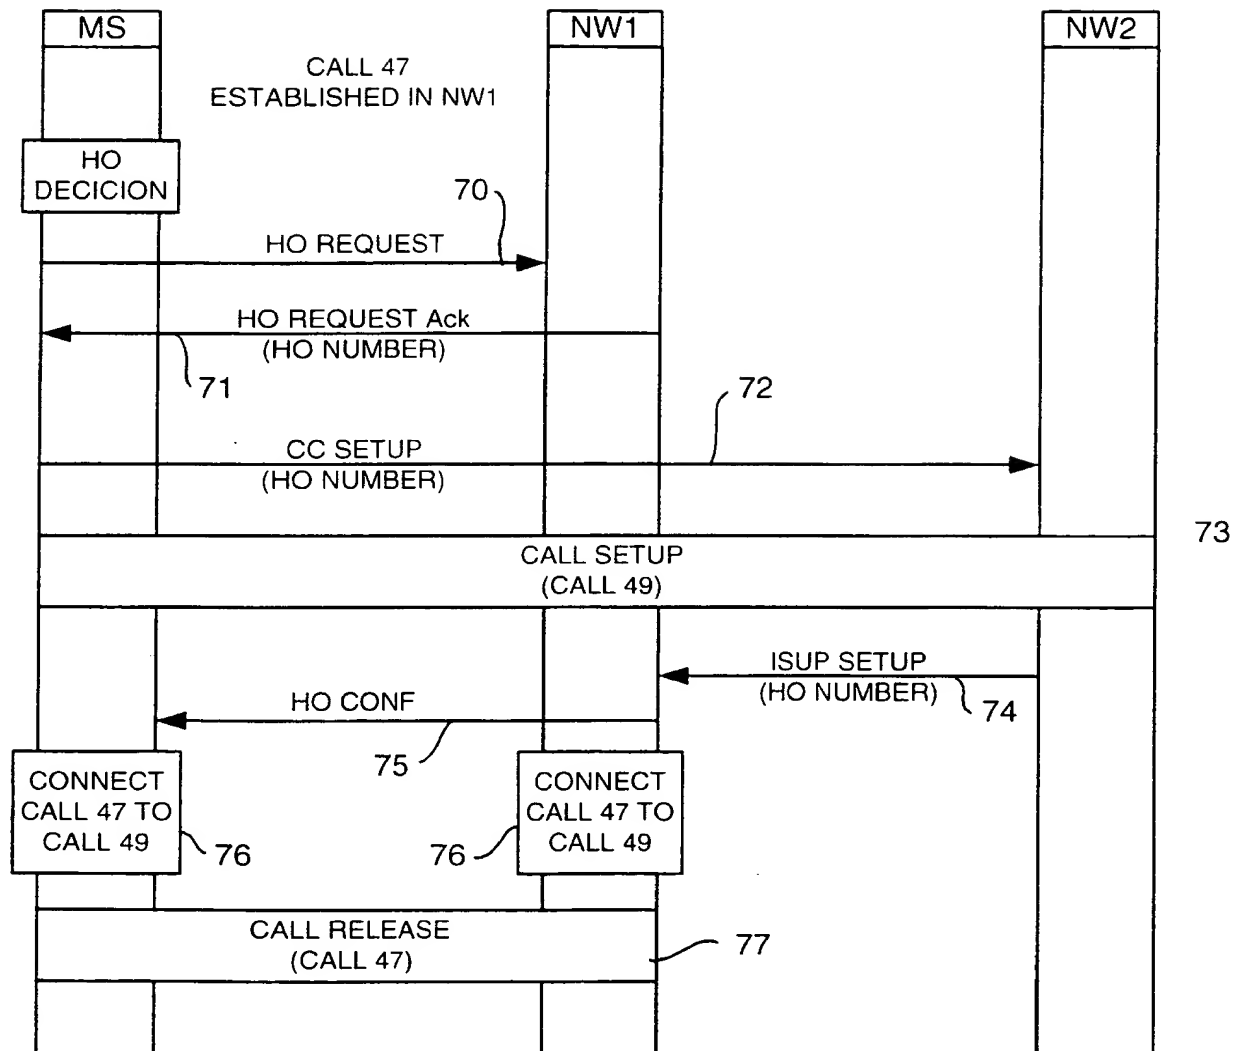 MS
NW1
NW2
CALL 47
ESTABLISHED IN NW1
HO
DECICION
70
HO REQUEST
HO REQUEST Ack
(HO NUMBER)
71
72
CC SETUP
(HO NUMBER)
73
CALL SETUP
(CALL 49)
ISUP SETUP
(HO NUMBER)
74
HO CONF
75
CONNECT
CALL 47 TO
CALL 49
76
CONNECT
CALL 47 TO
CALL 49
76
CALL RELEASE
(CALL 47)
77